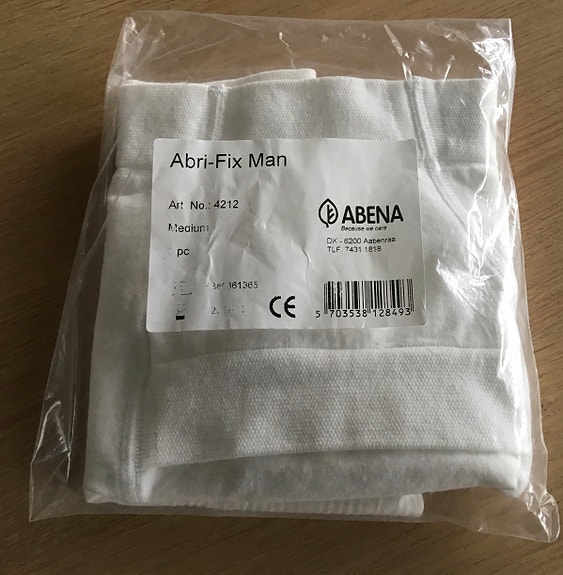 Abri-Fix Man
Art No.: 4212
Medium
pc
ABENA
Because we care
DK - 6200 Aabenraa
TLF. 7431 1818
CE
5 703538 128493